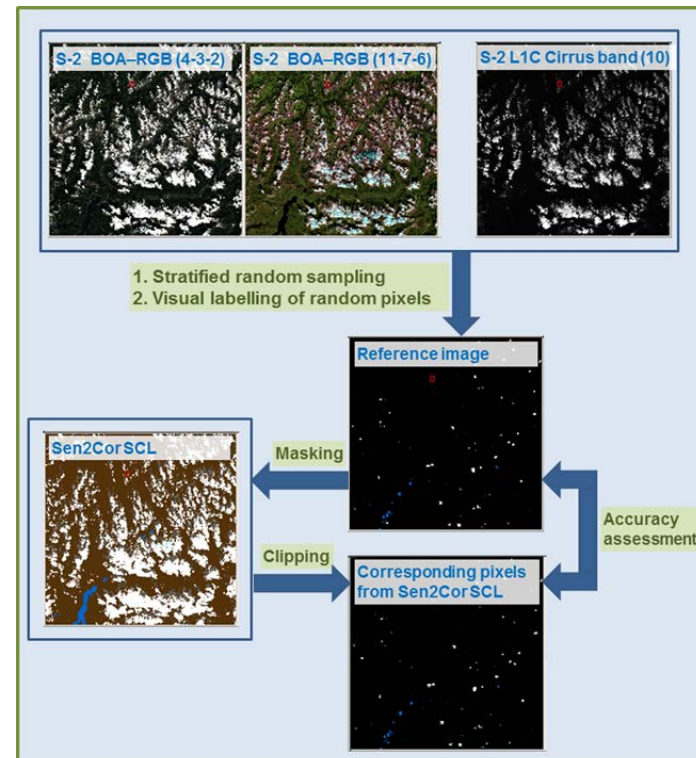 S-2 BOA–RGB (4-3-2)
S-2 BOA–RGB (11-7-6)
S-2 L1C Cirrus band (10)
1. Stratified random sampling
2. Visual labelling of random pixels
Reference image
Sen2Cor SCL
Masking
Clipping
Accuracy
assessment
Corresponding pixels
from Sen2Cor SCL